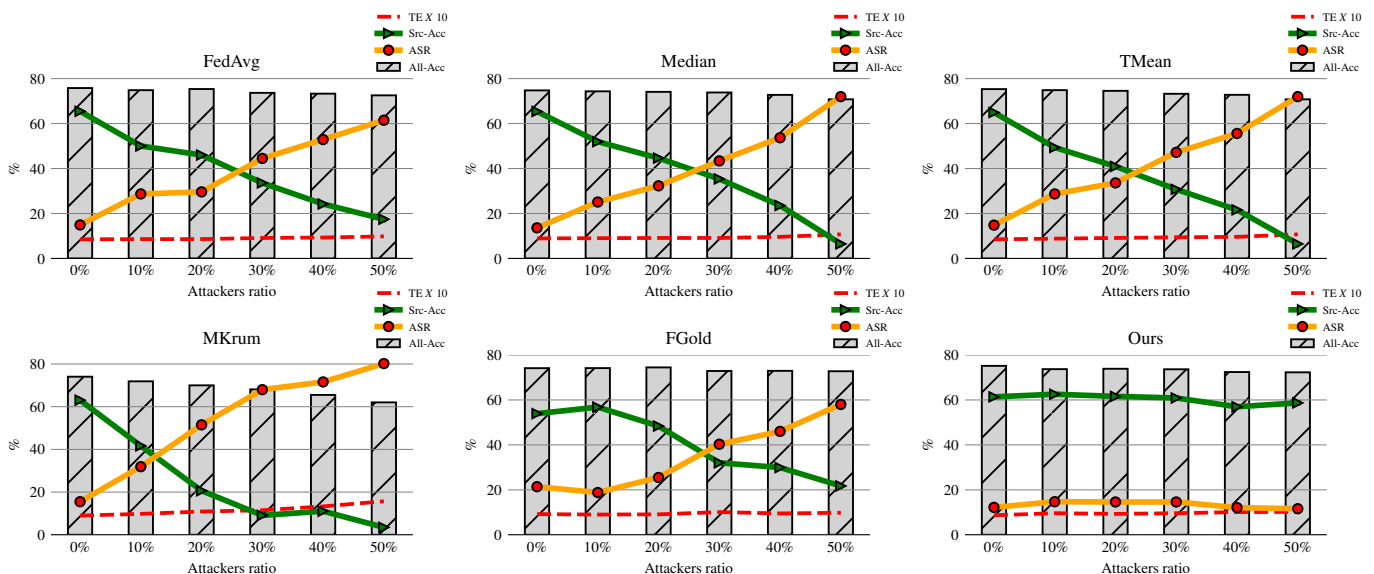 TE X 10
Src-Acc
ASR
All-Acc
FedAvg
80
60
40
20
0
%
0% 10% 20% 30% 40% 50%
Attackers ratio
TE X 10
Src-Acc
ASR
All-Acc
Median
80
60
40
20
0
%
0% 10% 20% 30% 40% 50%
Attackers ratio
TE X 10
Src-Acc
ASR
All-Acc
TMean
80
60
40
20
0
%
0% 10% 20% 30% 40% 50%
Attackers ratio
TE X 10
Src-Acc
ASR
All-Acc
MKrum
80
60
40
20
0
%
0% 10% 20% 30% 40% 50%
Attackers ratio
TE X 10
Src-Acc
ASR
All-Acc
FGold
80
60
40
20
0
%
0% 10% 20% 30% 40% 50%
Attackers ratio
TE X 10
Src-Acc
ASR
All-Acc
Ours
80
60
40
20
0
%
0% 10% 20% 30% 40% 50%
Attackers ratio